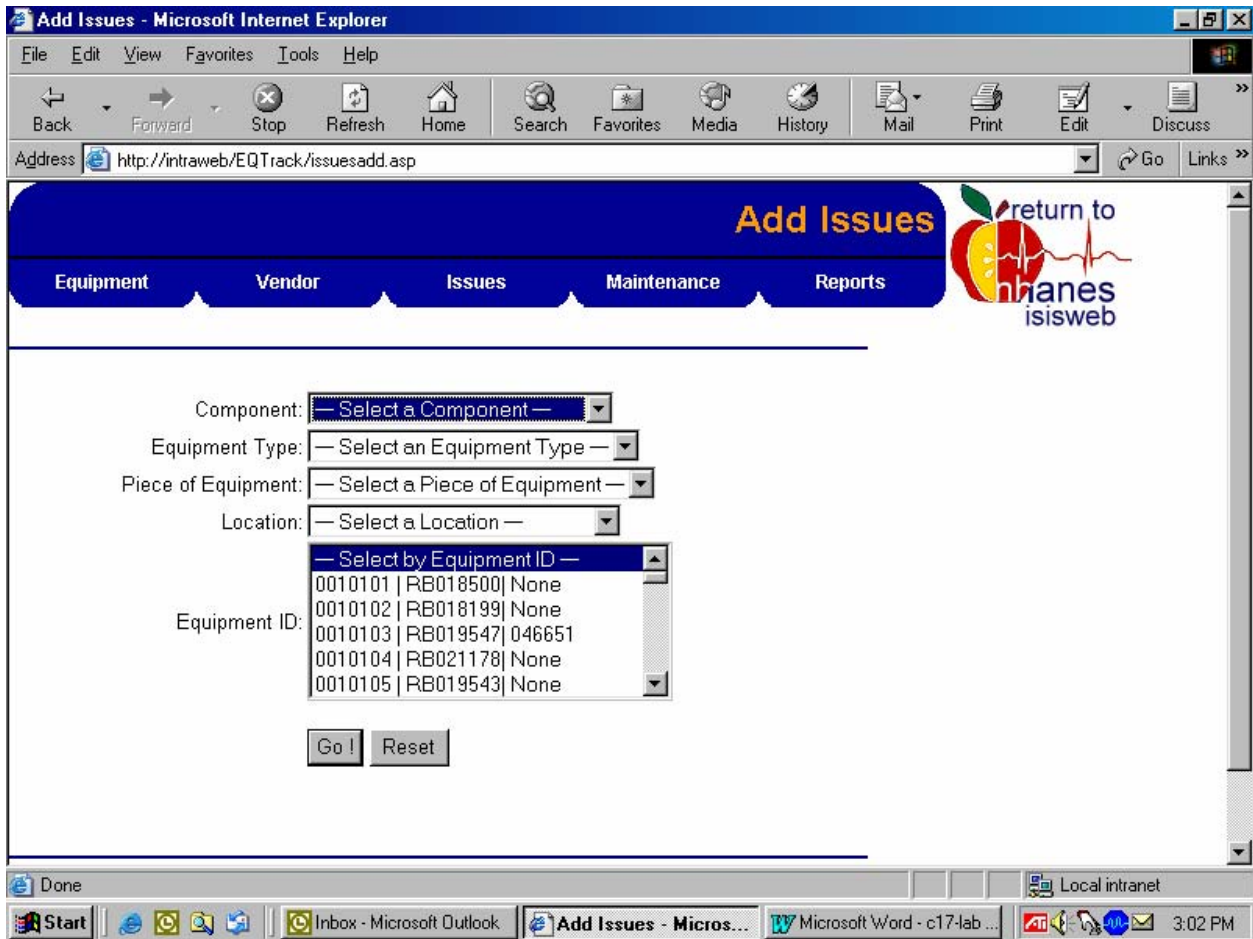 Add Issues - Microsoft Internet Explorer
File Edit View Favorites Tools Help
Back Forward Stop Refresh Home Search Favorites Media History Mail Print Edit Discuss »
Address http://intraweb/EQTrack/issuesadd.asp Go Links »
Add Issues
return to
nhanes
isisweb
Equipment Vendor Issues Maintenance Reports
Component: — Select a Component —
Equipment Type: — Select an Equipment Type —
Piece of Equipment: — Select a Piece of Equipment —
Location: — Select a Location —
Equipment ID:
— Select by Equipment ID —
0010101 | RB018500| None
0010102 | RB018199| None
0010103 | RB019547| 046651
0010104 | RB021178| None
0010105 | RB019543| None
Go ! Reset
Done Local intranet
Start Inbox - Microsoft Outlook Add Issues - Micros... Microsoft Word - c17-lab ... ATI 3:02 PM